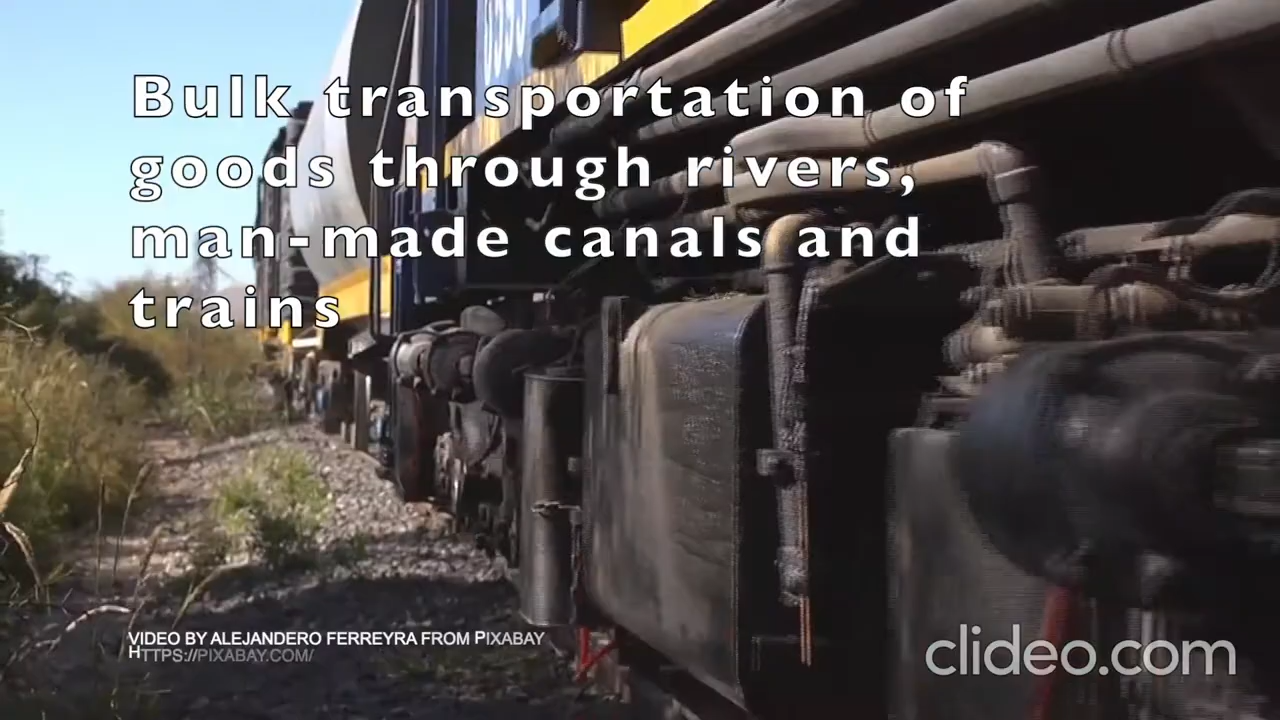 Bulk transportation of
goods through rivers,
man-made canals and
trains
VIDEO BY ALEJANDERO FERREYRA FROM PIXABAY
HTTPS://PIXABAY.COM/
clideo.com